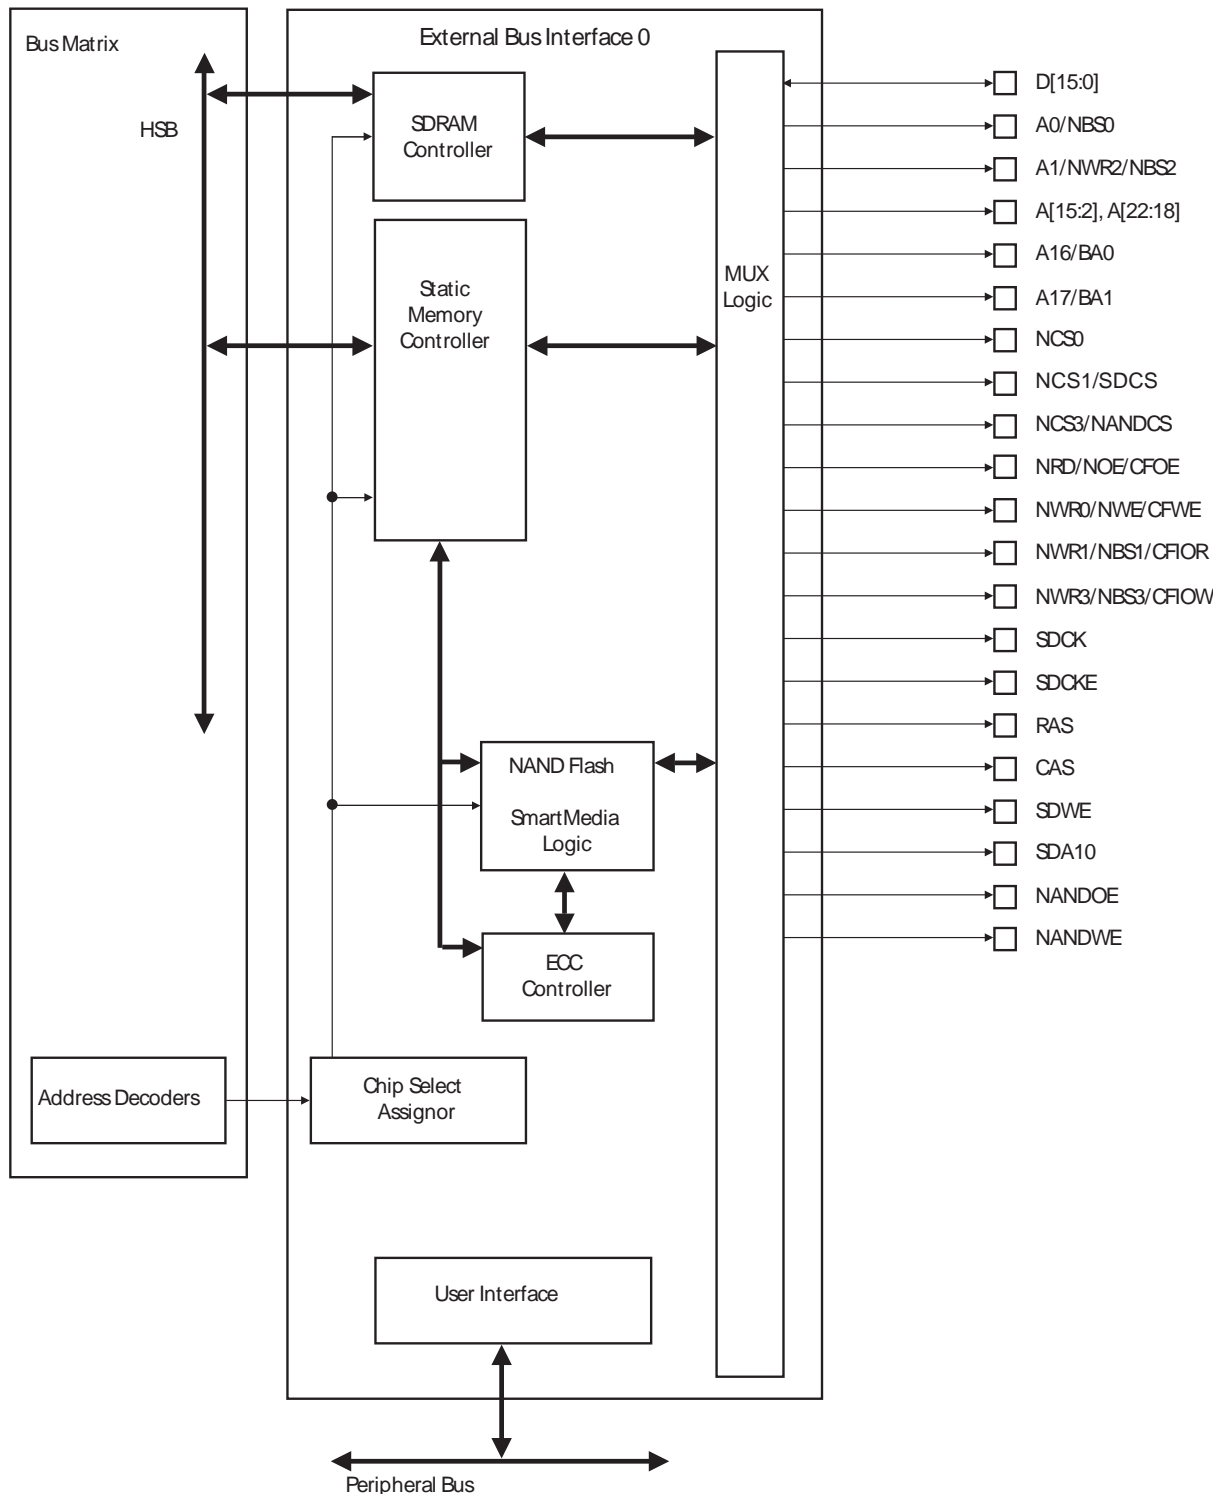 Bus Matrix
External Bus Interface 0
HSB
SDRAM
Controller
Static
Memory
Controller
MUX
Logic
NAND Flash
SmartMedia
Logic
ECC
Controller
Address Decoders
Chip Select
Assignor
User Interface
Peripheral Bus
D[15:0]
A0/NBS0
A1/NWR2/NBS2
A[15:2], A[22:18]
A16/BA0
A17/BA1
NCS0
NCS1/SDCS
NCS3/NANDCS
NRD/NOE/CFOE
NWR0/NWE/CFWE
NWR1/NBS1/CFIOR
NWR3/NBS3/CFIOW
SDCK
SDCKE
RAS
CAS
SDWE
SDA10
NANDOE
NANDWE